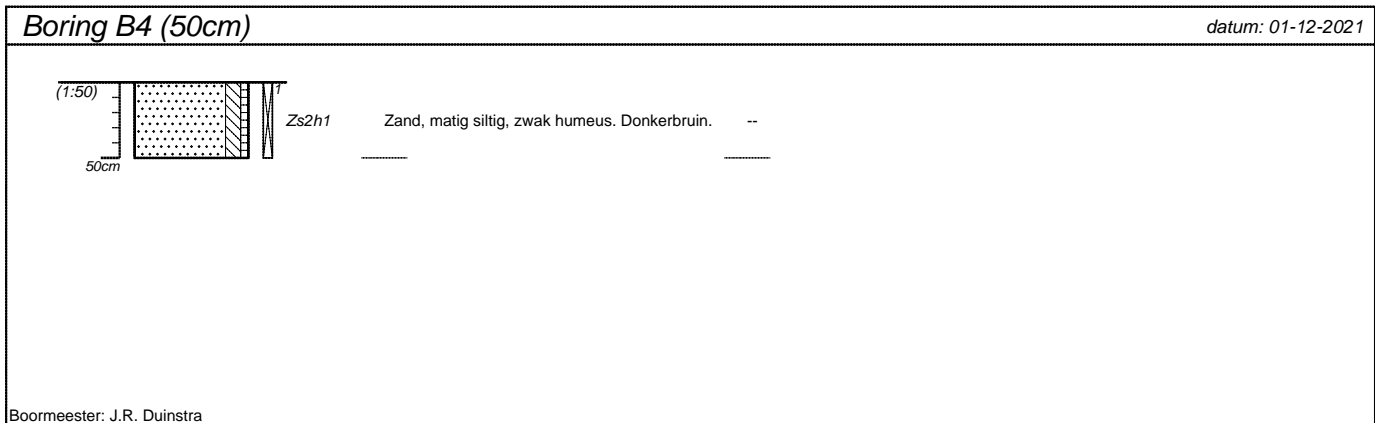 Boring B4 (50cm)
datum: 01-12-2021
(1:50)
1
Zs2h1
Zand, matig siltig, zwak humeus. Donkerbruin.
--
50cm
Boormeester: J.R. Duinstra